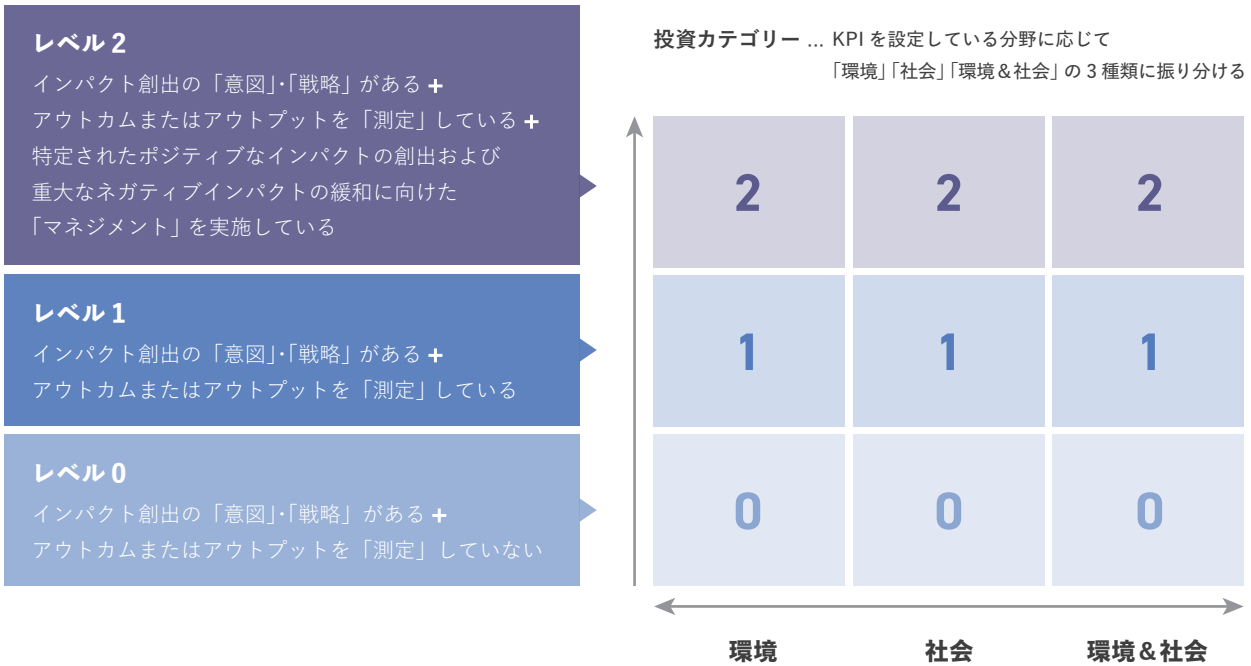 レベル 2
インパクト創出の「意図」・「戦略」がある +
アウトカムまたはアウトプットを「測定」している +
特定されたポジティブなインパクトの創出および
重大なネガティブインパクトの緩和に向けた
「マネジメント」を実施している
レベル 1
インパクト創出の「意図」・「戦略」がある +
アウトカムまたはアウトプットを「測定」している
レベル 0
インパクト創出の「意図」・「戦略」がある +
アウトカムまたはアウトプットを「測定」していない
投資カテゴリー ... KPI を設定している分野に応じて
「環境」「社会」「環境&社会」の 3 種類に振り分ける
2 2 2
1 1 1
0 0 0
環境 社会 環境&社会